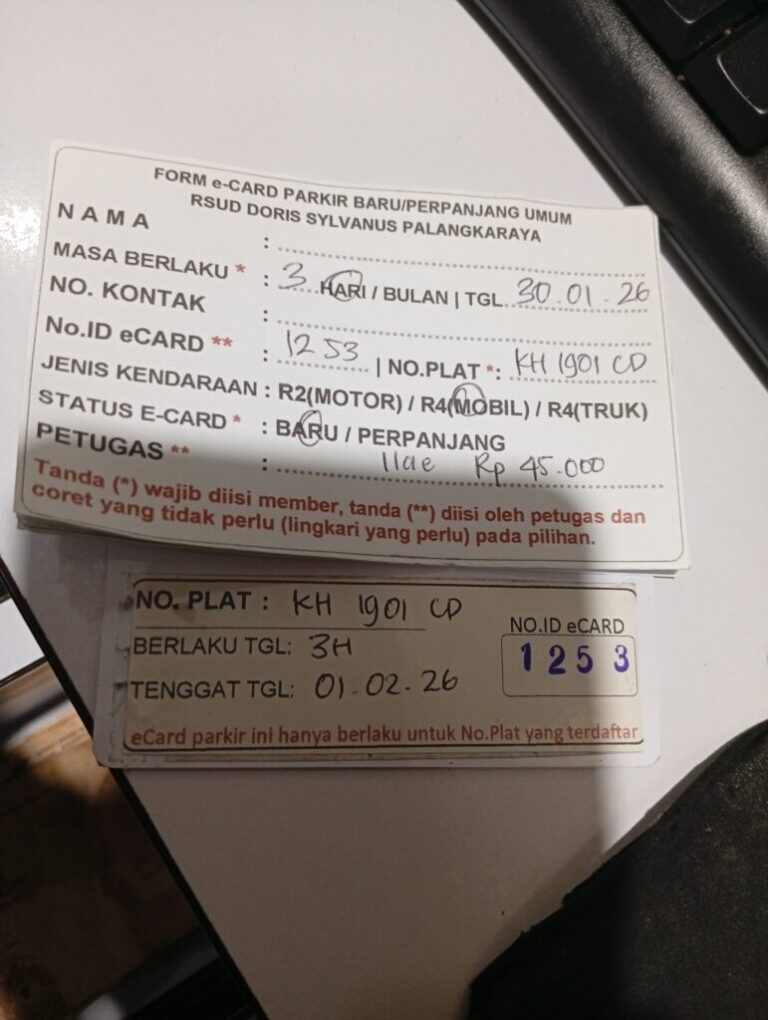 FORM e-CARD PARKIR BARU/PERPANJANG UMUM
RSUD DORIS SYLVANUS PALANGKARAYA
NAMA :
MASA BERLAKU * : 3 HARI / BULAN | TGL 30.01.26
NO. KONTAK :
No.ID eCARD ** : 1253 | NO.PLAT *: KH 1901 CD
JENIS KENDARAAN : R2(MOTOR) / R4(MOBIL) / R4(TRUK)
STATUS E-CARD * : BARU / PERPANJANG
PETUGAS ** : Rp 45.000
Tanda (*) wajib diisi member, tanda (**) diisi oleh petugas dan
coret yang tidak perlu (lingkari yang perlu) pada pilihan.
NO. PLAT : KH 1901 CD
BERLAKU TGL: 3H
TENGGAT TGL: 01.02.26
NO.ID eCARD
1253
eCard parkir ini hanya berlaku untuk No.Plat yang terdaftar